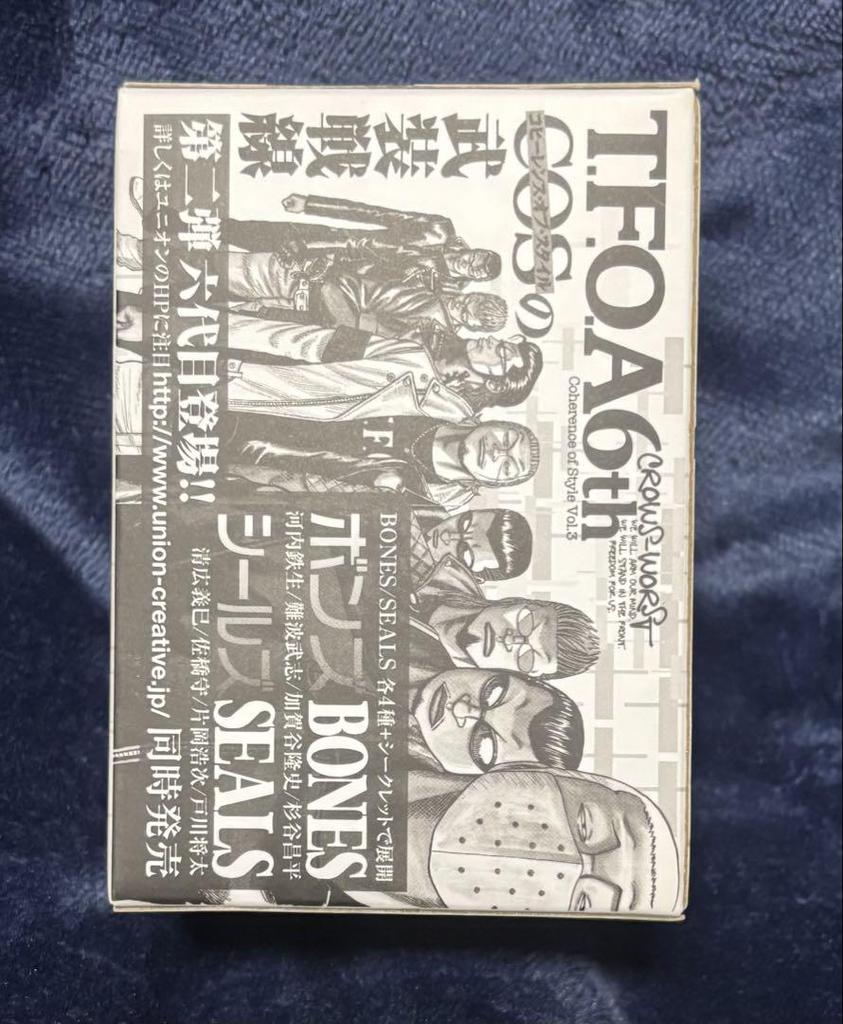 T.F.O.A6th
CROWS-WORST
WE WILL ARM OUR MIND.
WE WILL STAND IN THE FRONT.
FREEDOM FOR US.
Coherence of Style Vol.3
COSの
コヒーレンス・オブ・スタイル
武装戦線
T.F.
BONES/SEALS 各4種+シークレットで展開
ボンズ BONES
河内鉄生/難波武志/加賀谷隆史/杉谷昌平
シールズ SEALS
清広義巳/佐橋守/片岡浩次/戸川将太
第二弾 六代目登場!! 同時発売
詳しくはユニオンのHPに注目 http://www.union-creative.jp/